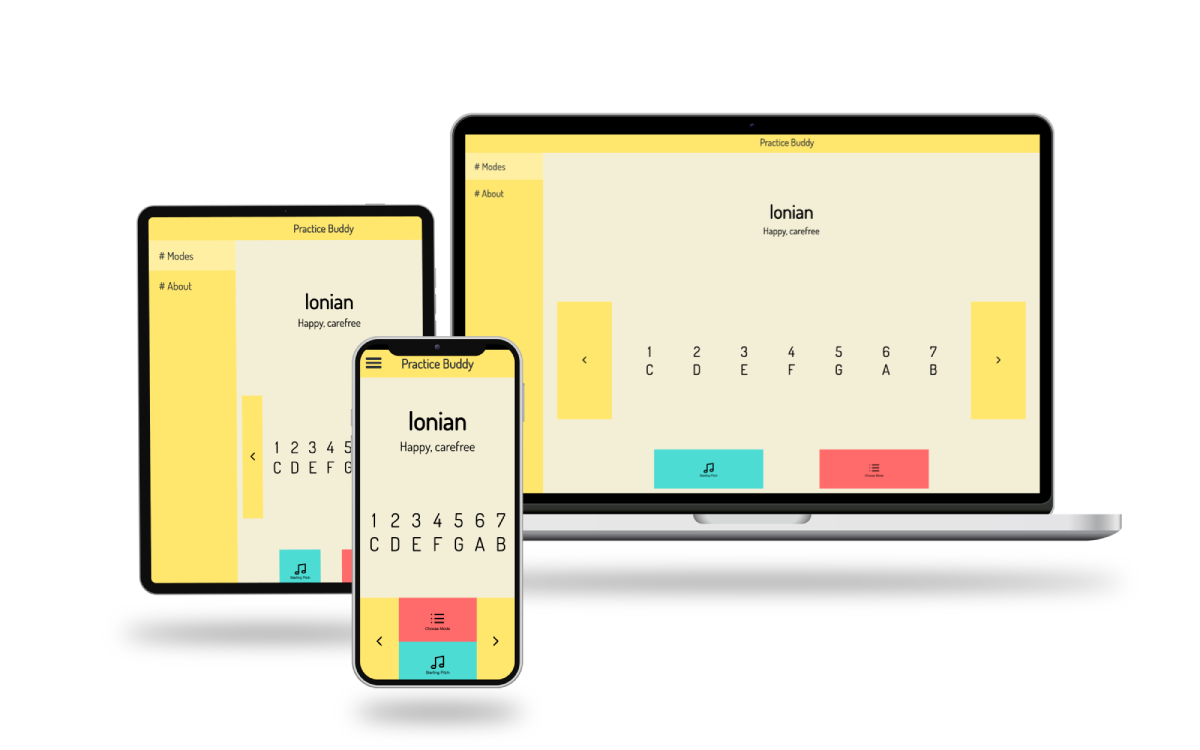 Practice Buddy
# Modes
# About
Ionian
Happy, carefree
<
1 2 3 4 5
C D E F G
Starting Pitch
Practice Buddy
Ionian
Happy, carefree
1 2 3 4 5 6 7
C D E F G A B
<
Choose Mode
>
Starting Pitch
Practice Buddy
# Modes
# About
Ionian
Happy, carefree
<
1 2 3 4 5 6 7
C D E F G A B
>
Starting Pitch
Choose Mode